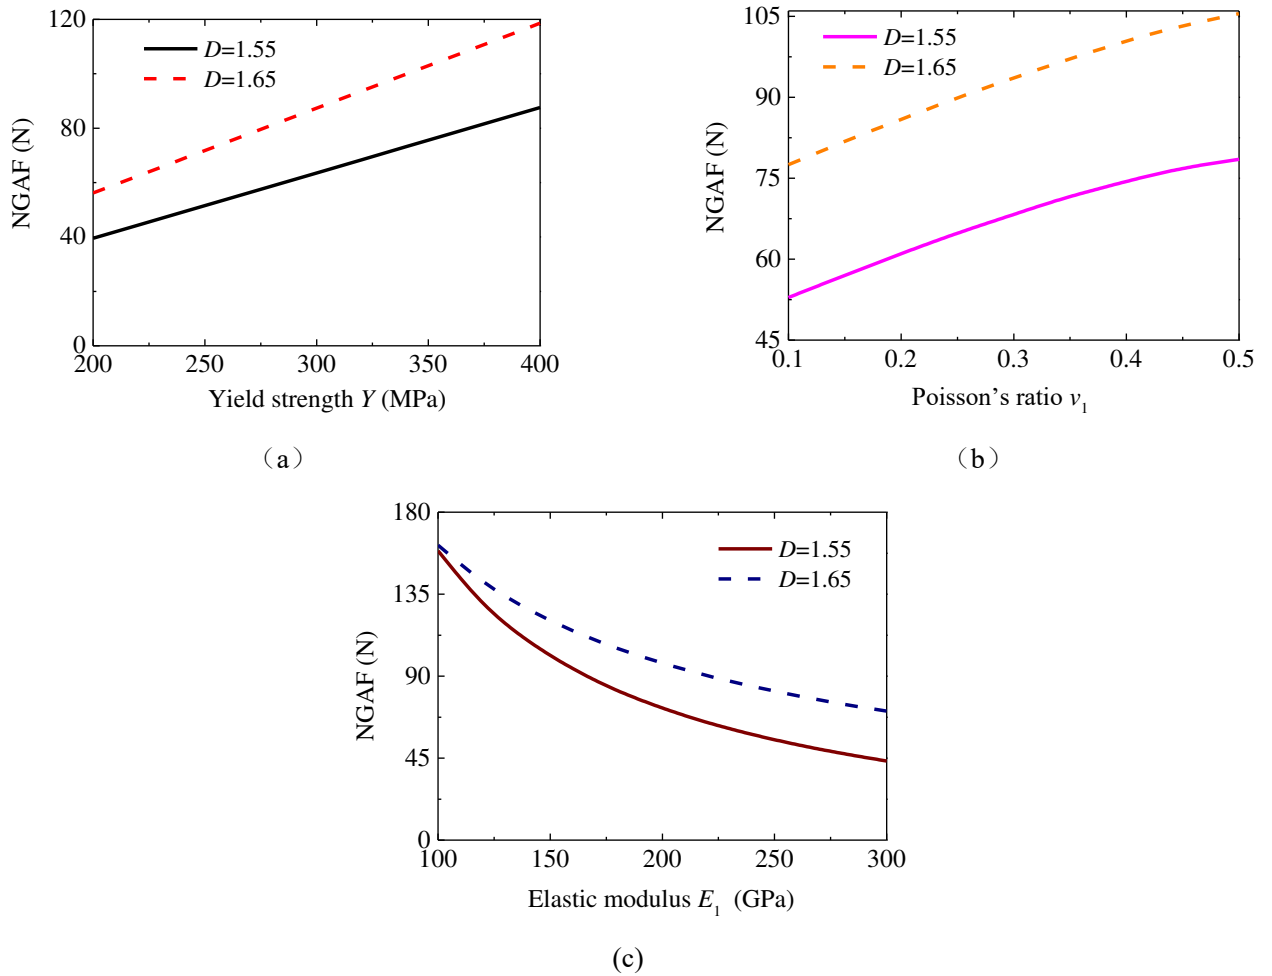 120
80
40
0
NGAF (N)
D=1.55
D=1.65
200 250 300 350 400
Yield strength Y (MPa)
（a）
105
90
75
60
45
NGAF (N)
D=1.55
D=1.65
0.1 0.2 0.3 0.4 0.5
Poisson’s ratio v₁
（b）
180
135
90
45
0
NGAF (N)
D=1.55
D=1.65
100 150 200 250 300
Elastic modulus E₁ (GPa)
(c)